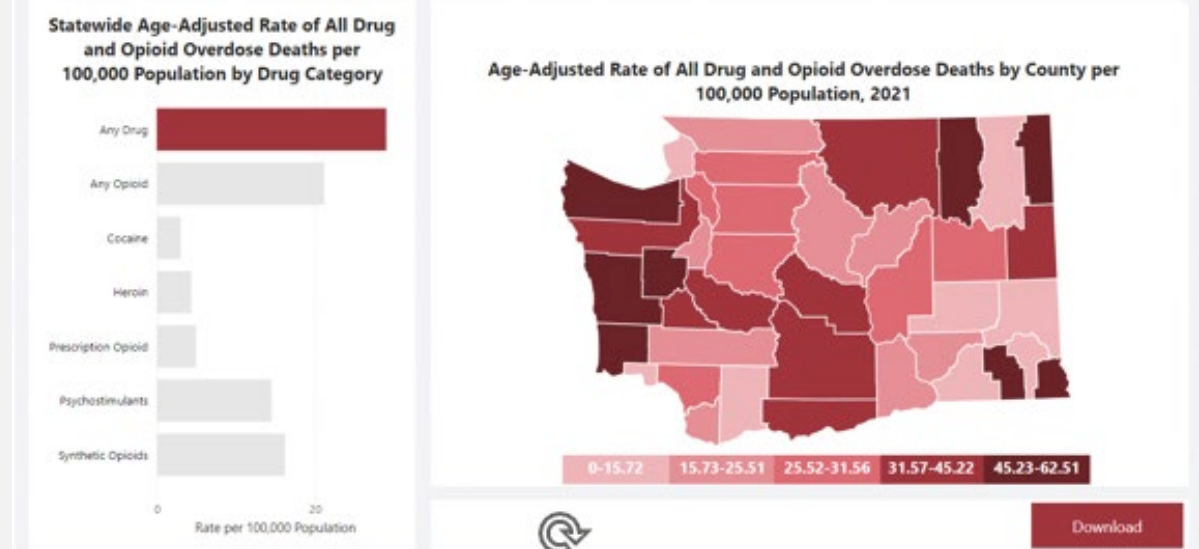 Statewide Age-Adjusted Rate of All Drug
and Opioid Overdose Deaths per
100,000 Population by Drug Category
Any Drug
Any Opioid
Cocaine
Heroin
Prescription Opioid
Psychostimulants
Synthetic Opioids
0 20
Rate per 100,000 Population
Age-Adjusted Rate of All Drug and Opioid Overdose Deaths by County per
100,000 Population, 2021
0-15.72 15.73-25.51 25.52-31.56 31.57-45.22 45.23-62.51
Download